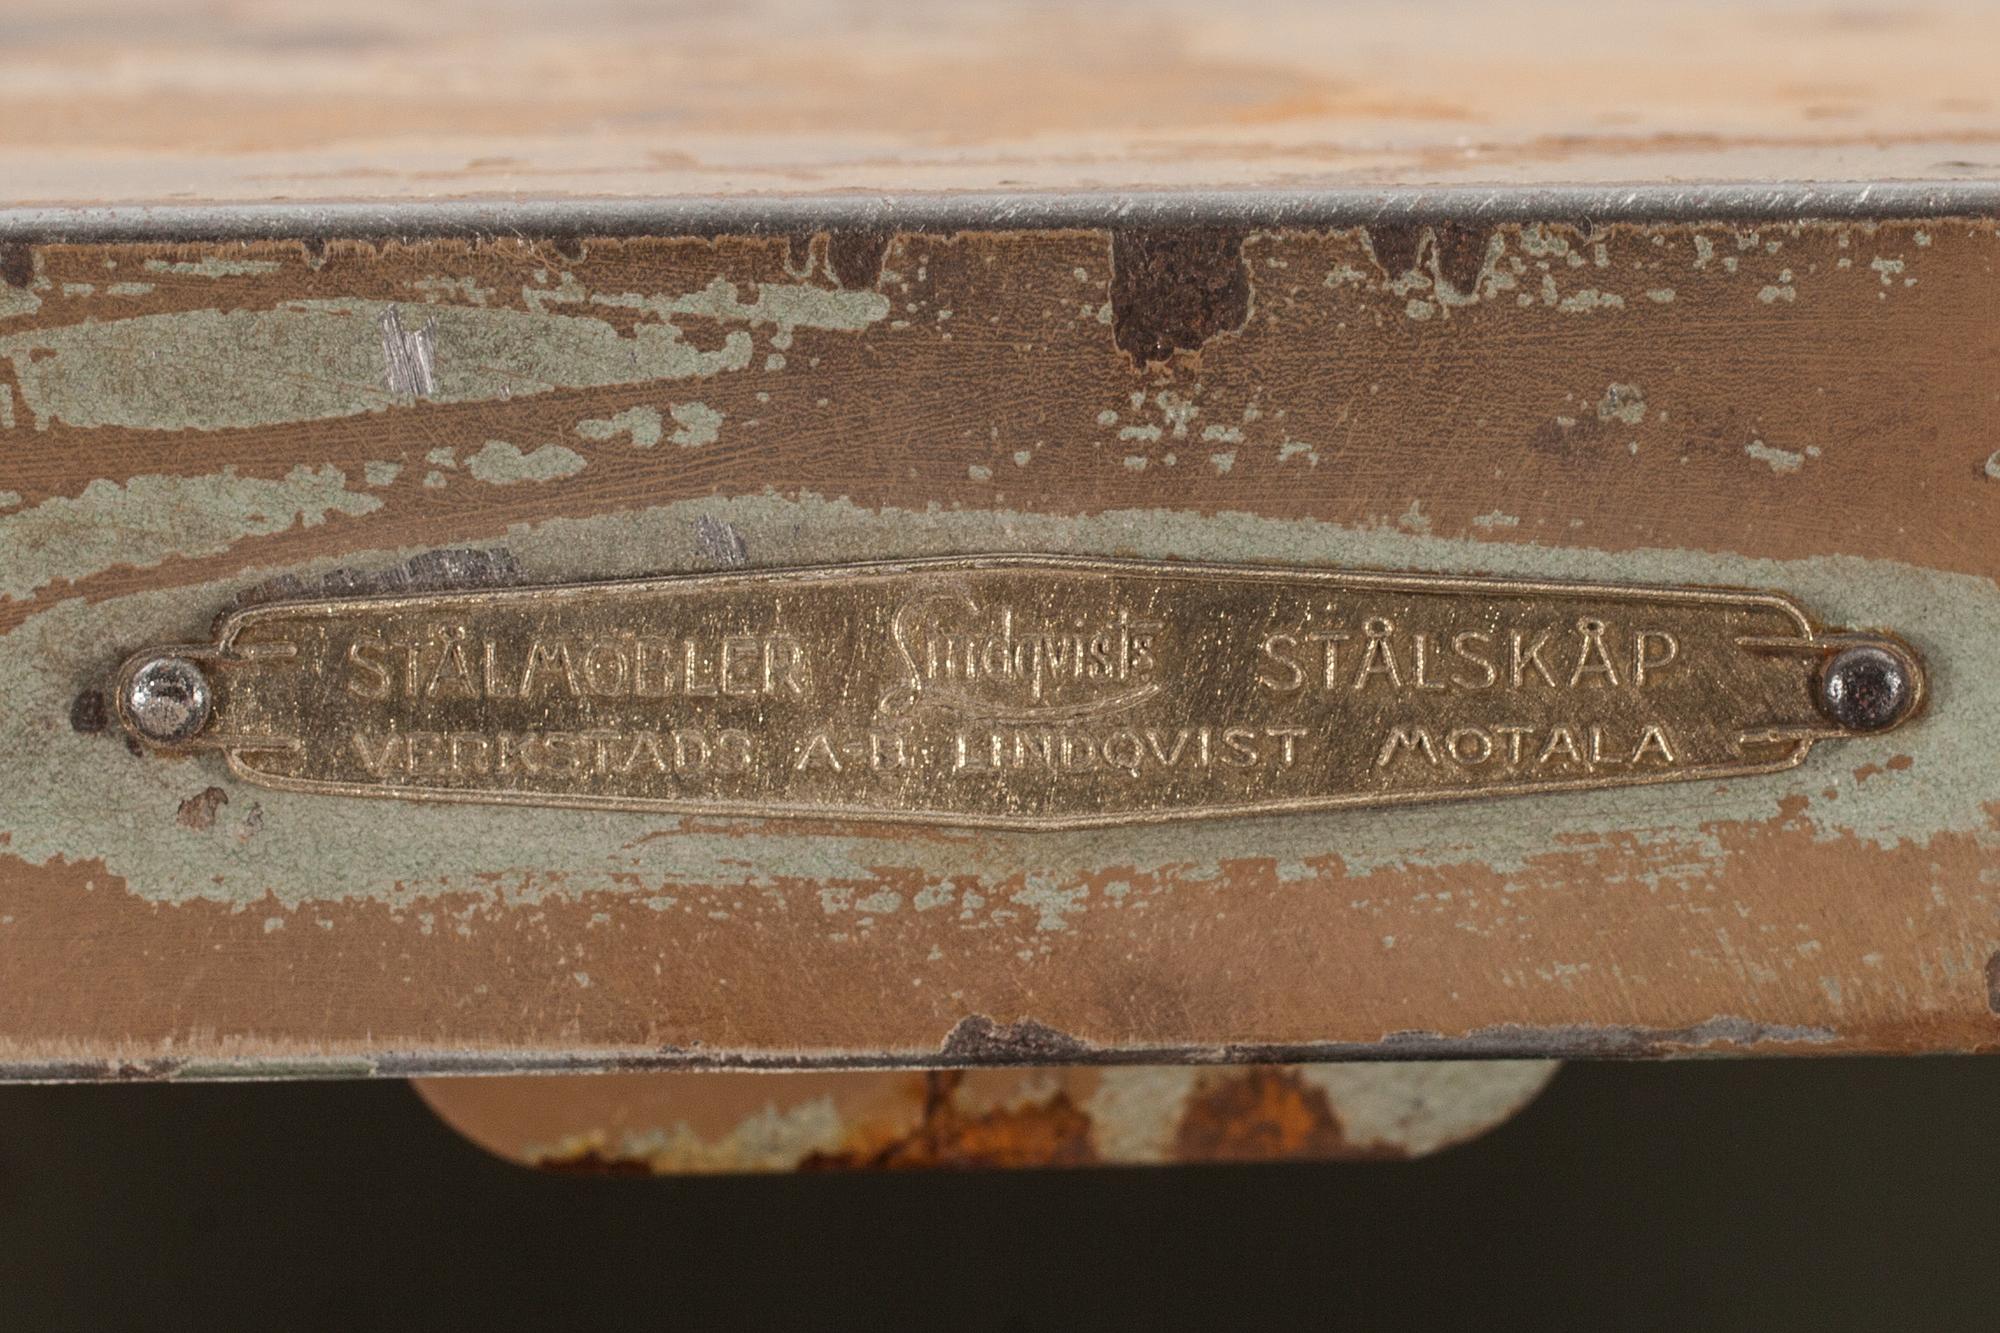 STÅLMÖBLER Lindqvists STÅLSKÅP
VERKSTADS A-B. LINDQVIST MOTALA